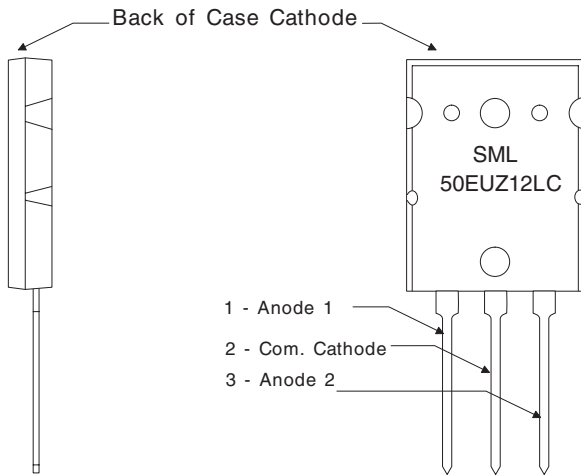 Back of Case Cathode
SML
50EUZ12LC
1 - Anode 1
2 - Com. Cathode
3 - Anode 2